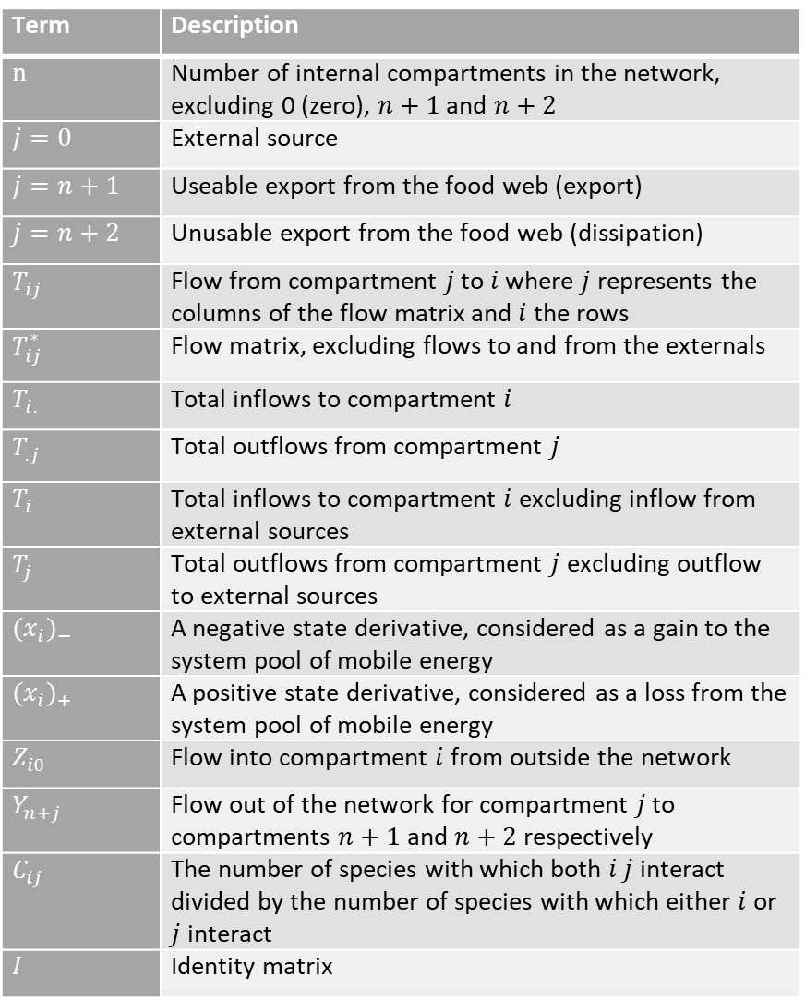 Term Description
n Number of internal compartments in the network,
excluding 0 (zero), n + 1 and n + 2
j = 0 External source
j = n + 1 Useable export from the food web (export)
j = n + 2 Unusable export from the food web (dissipation)
T_{ij} Flow from compartment j to i where j represents the
columns of the flow matrix and i the rows
T_{ij}^{*} Flow matrix, excluding flows to and from the externals
T_{i.} Total inflows to compartment i
T_{.j} Total outflows from compartment j
T_{i} Total inflows to compartment i excluding inflow from
external sources
T_{j} Total outflows from compartment j excluding outflow
to external sources
(x_{i})_{−} A negative state derivative, considered as a gain to the
system pool of mobile energy
(x_{i})_{+} A positive state derivative, considered as a loss from the
system pool of mobile energy
Z_{i0} Flow into compartment i from outside the network
Y_{n+j} Flow out of the network for compartment j to
compartments n + 1 and n + 2 respectively
C_{ij} The number of species with which both i j interact
divided by the number of species with which either i or
j interact
I Identity matrix